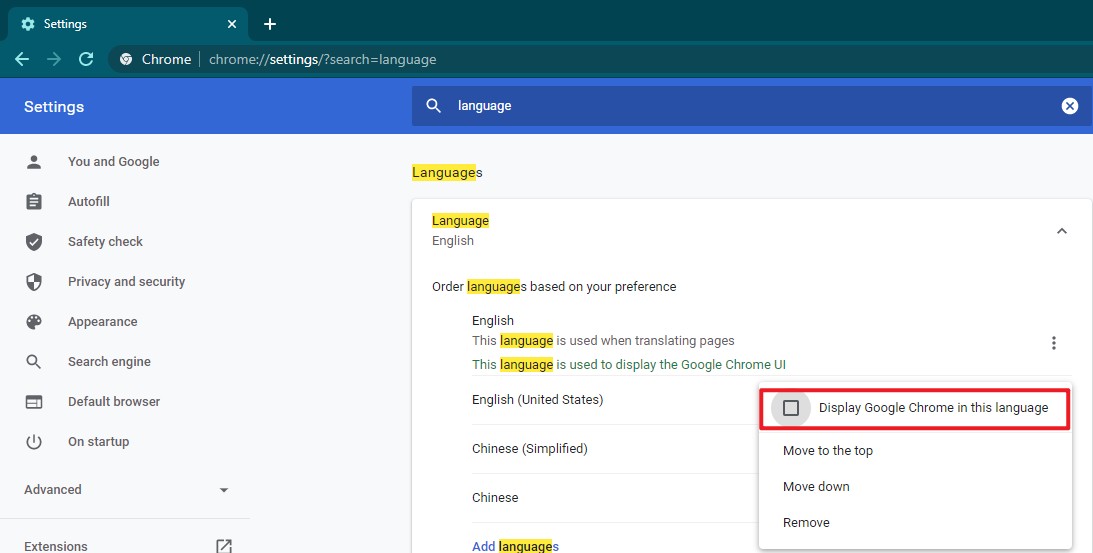 Settings
Chrome chrome://settings/?search=language
Settings
language
You and Google
Autofill
Safety check
Privacy and security
Appearance
Search engine
Default browser
On startup
Advanced
Extensions
Languages
Language
English
Order languages based on your preference
English
This language is used when translating pages
This language is used to display the Google Chrome UI
English (United States)
Chinese (Simplified)
Chinese
Add languages
Display Google Chrome in this language
Move to the top
Move down
Remove